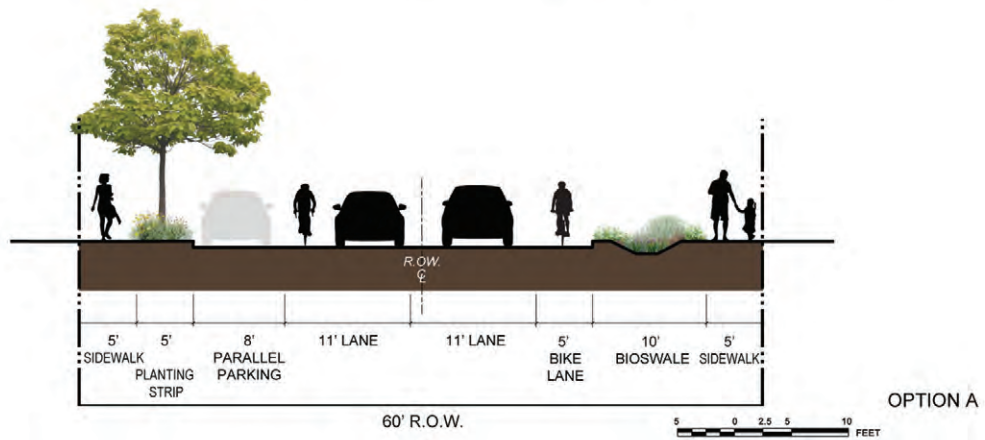 R.O.W.
℄
5'
SIDEWALK
5'
PLANTING
STRIP
8'
PARALLEL
PARKING
11' LANE
11' LANE
5'
BIKE
LANE
10'
BIOSWALE
5'
SIDEWALK
60' R.O.W.
OPTION A
5 0 2.5 5 10
FEET